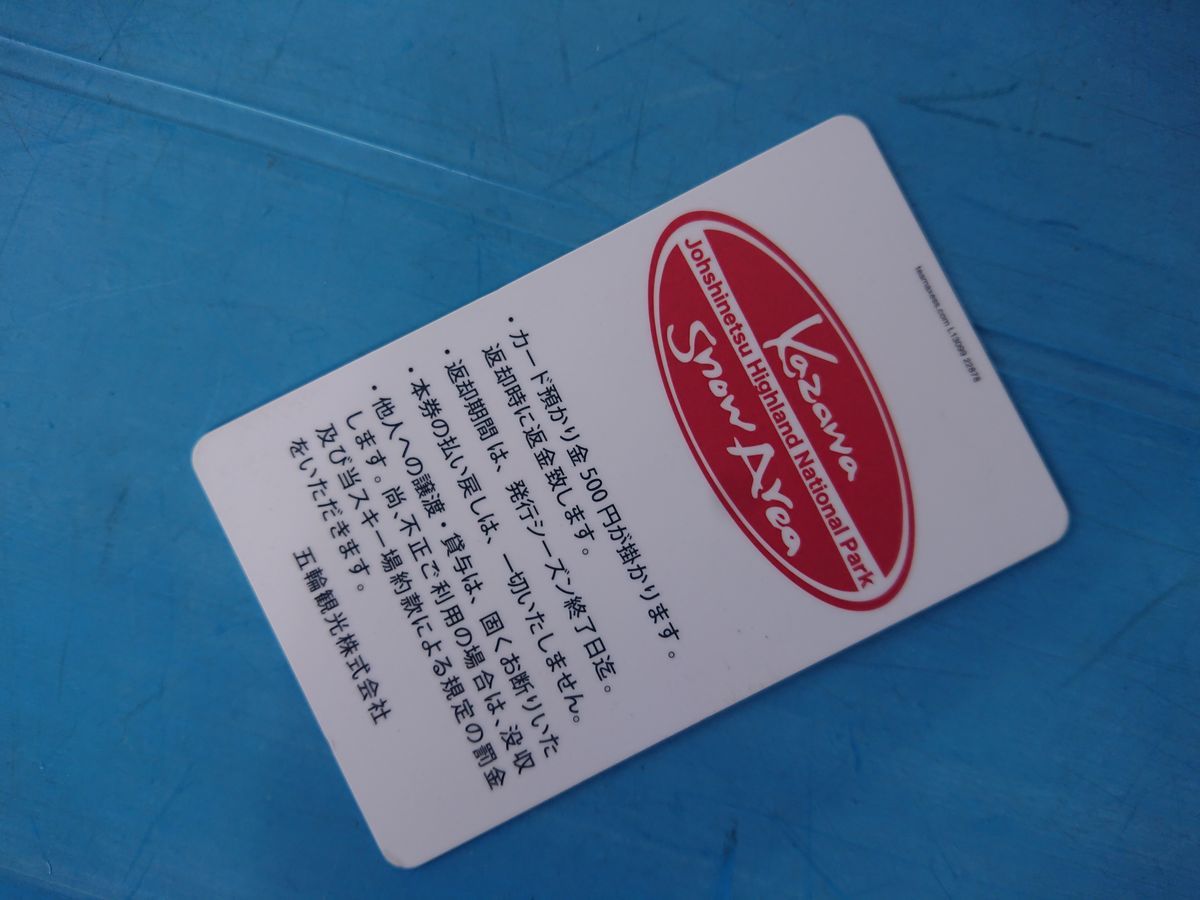 teamaxess.com L13099 22878
Kazawa
Johshinetsu Highland National Park
Snow Area
・カード預かり金500円が掛かります。
返却時に返金致します。
・返却期間は、発行シーズン終了日迄。
・本券の払い戻しは、一切いたしません。
・他人への譲渡・貸与は、固くお断りいた
します。尚、不正ご利用の場合は、没収
及び当スキー場約款による規定の罰金
をいただきます。
五輪観光株式会社